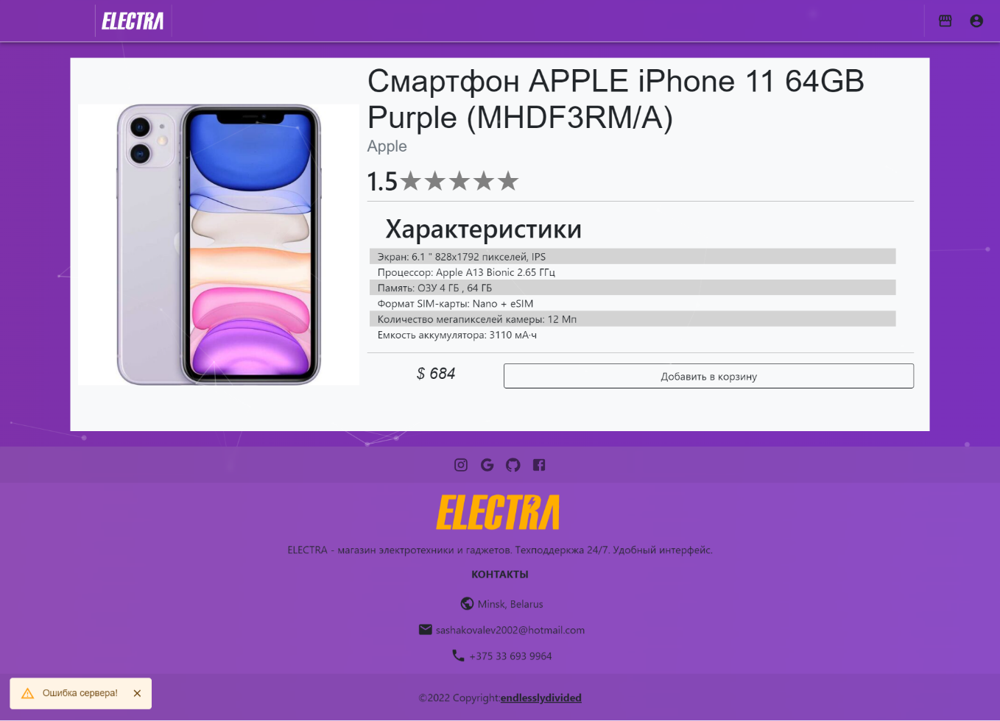 ELECTRA
Смартфон APPLE iPhone 11 64GB
Purple (MHDF3RM/A)
Apple
1.5
Характеристики
Экран: 6.1 " 828x1792 пикселей, IPS
Процессор: Apple A13 Bionic 2.65 ГГц
Память: ОЗУ 4 ГБ , 64 ГБ
Формат SIM-карты: Nano + eSIM
Количество мегапикселей камеры: 12 Мп
Емкость аккумулятора: 3110 мА·ч
$ 684
Добавить в корзину
ELECTRA
ELECTRA - магазин электротехники и гаджетов. Техподдеркжа 24/7. Удобный интерфейс.
КОНТАКТЫ
Minsk, Belarus
sashakovalev2002@hotmail.com
+375 33 693 9964
Ошибка сервера!
©2022 Copyright:endlesslydivided